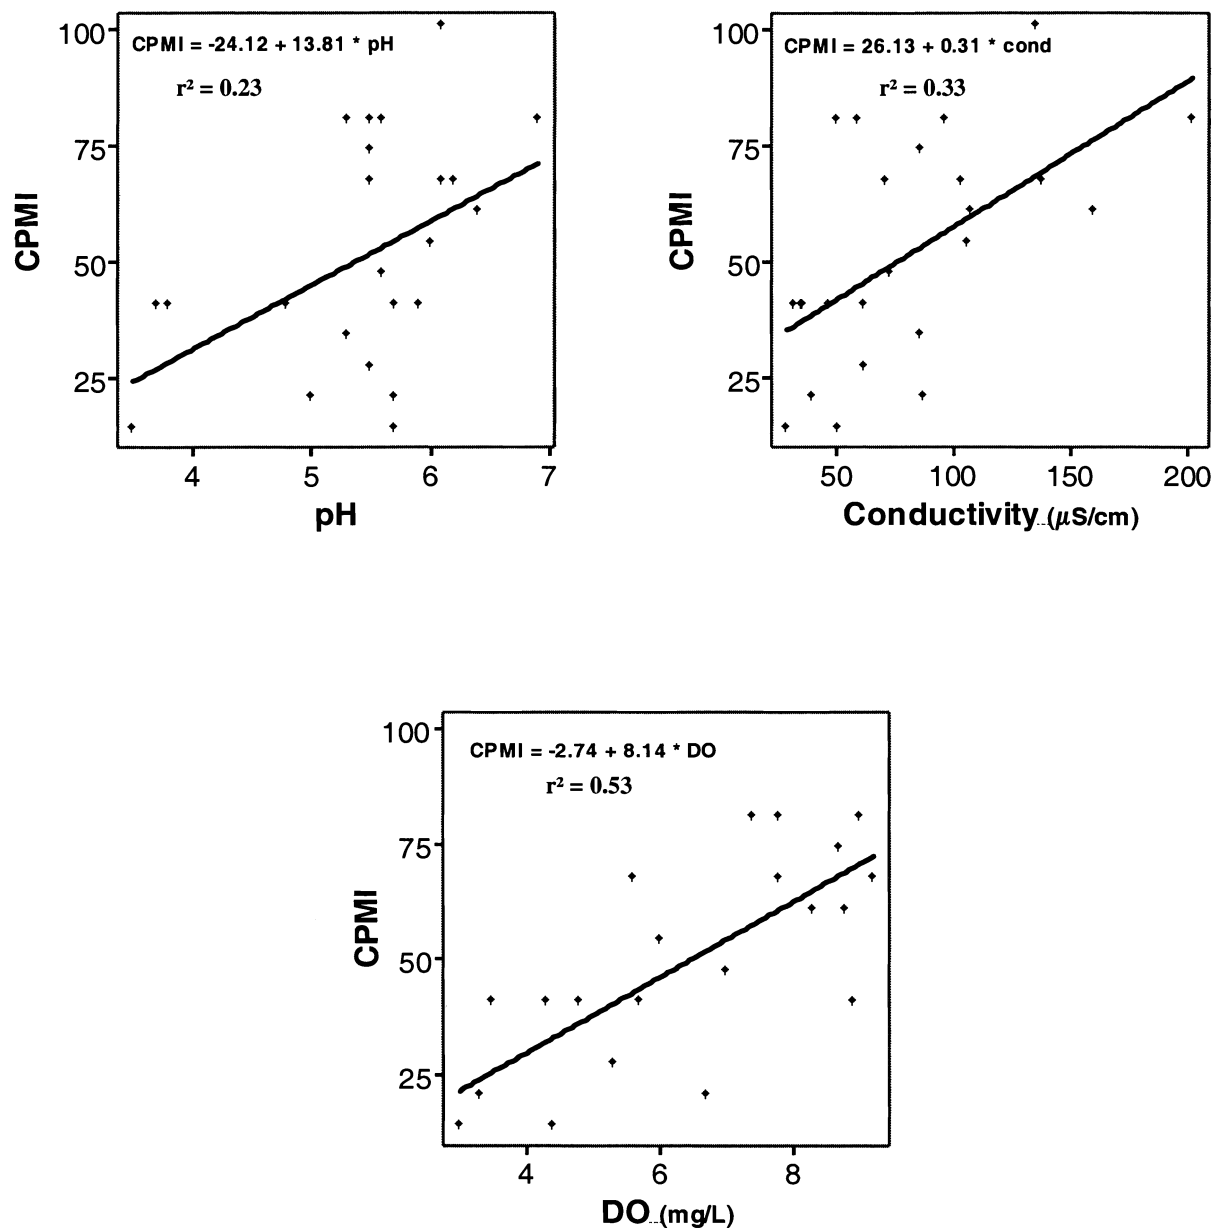 CPMI = -24.12 + 13.81 * pH
r² = 0.23
100
75
50
25
CPMI
4 5 6 7
pH
CPMI = 26.13 + 0.31 * cond
r² = 0.33
100
75
50
25
CPMI
50 100 150 200
Conductivity (μS/cm)
CPMI = -2.74 + 8.14 * DO
r² = 0.53
100
75
50
25
CPMI
4 6 8
DO (mg/L)